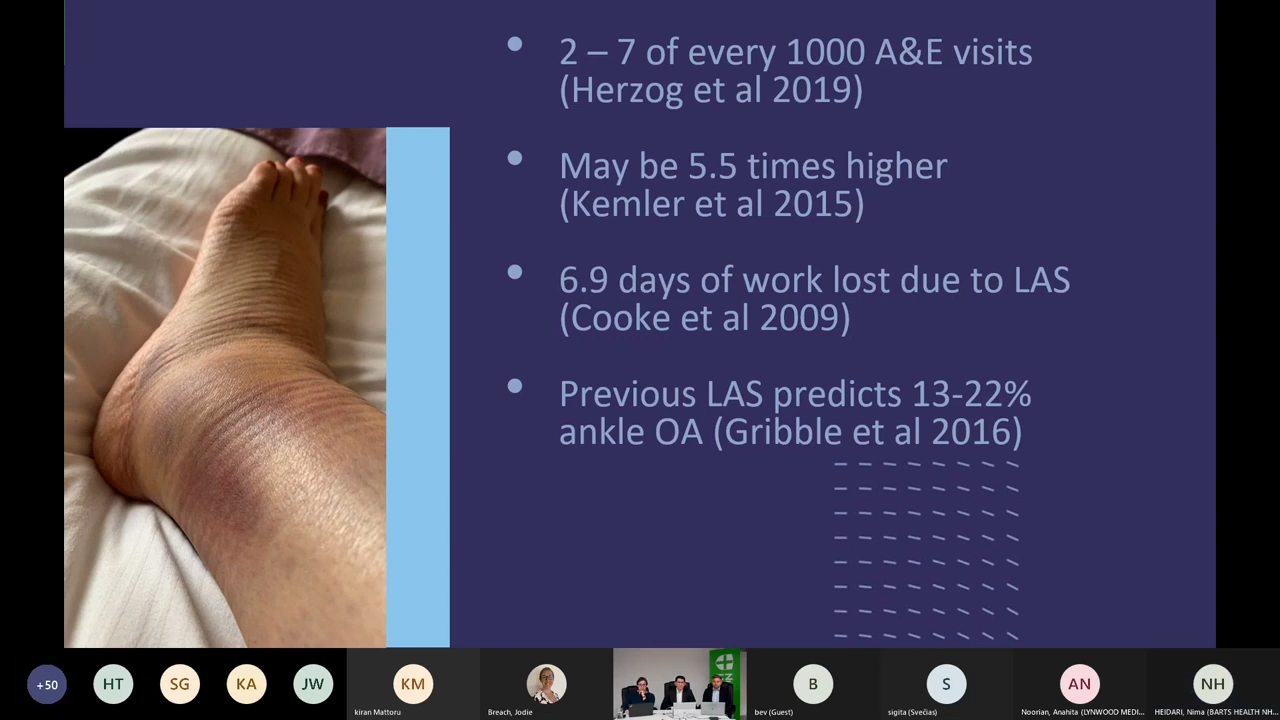 2 – 7 of every 1000 A&E visits
(Herzog et al 2019)
May be 5.5 times higher
(Kemler et al 2015)
6.9 days of work lost due to LAS
(Cooke et al 2009)
Previous LAS predicts 13-22%
ankle OA (Gribble et al 2016)
+50
HT
SG
KA
JW
KM
B
S
AN
NH
kiran Mattoru
Breach, Jodie
bev (Guest)
sigita (Svečias)
Noorian, Anahita (LYNWOOD MEDI...
HEIDARI, Nima (BARTS HEALTH NH...